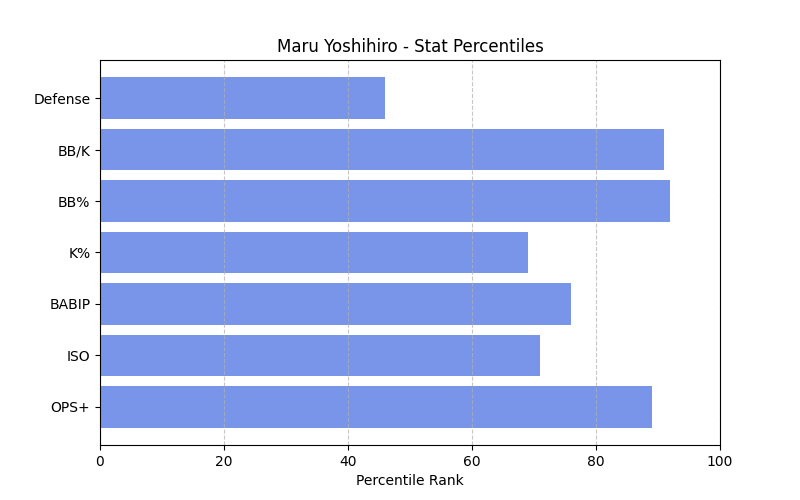 Maru Yoshihiro - Stat Percentiles
Defense
BB/K
BB%
K%
BABIP
ISO
OPS+
0 20 40 60 80 100
Percentile Rank